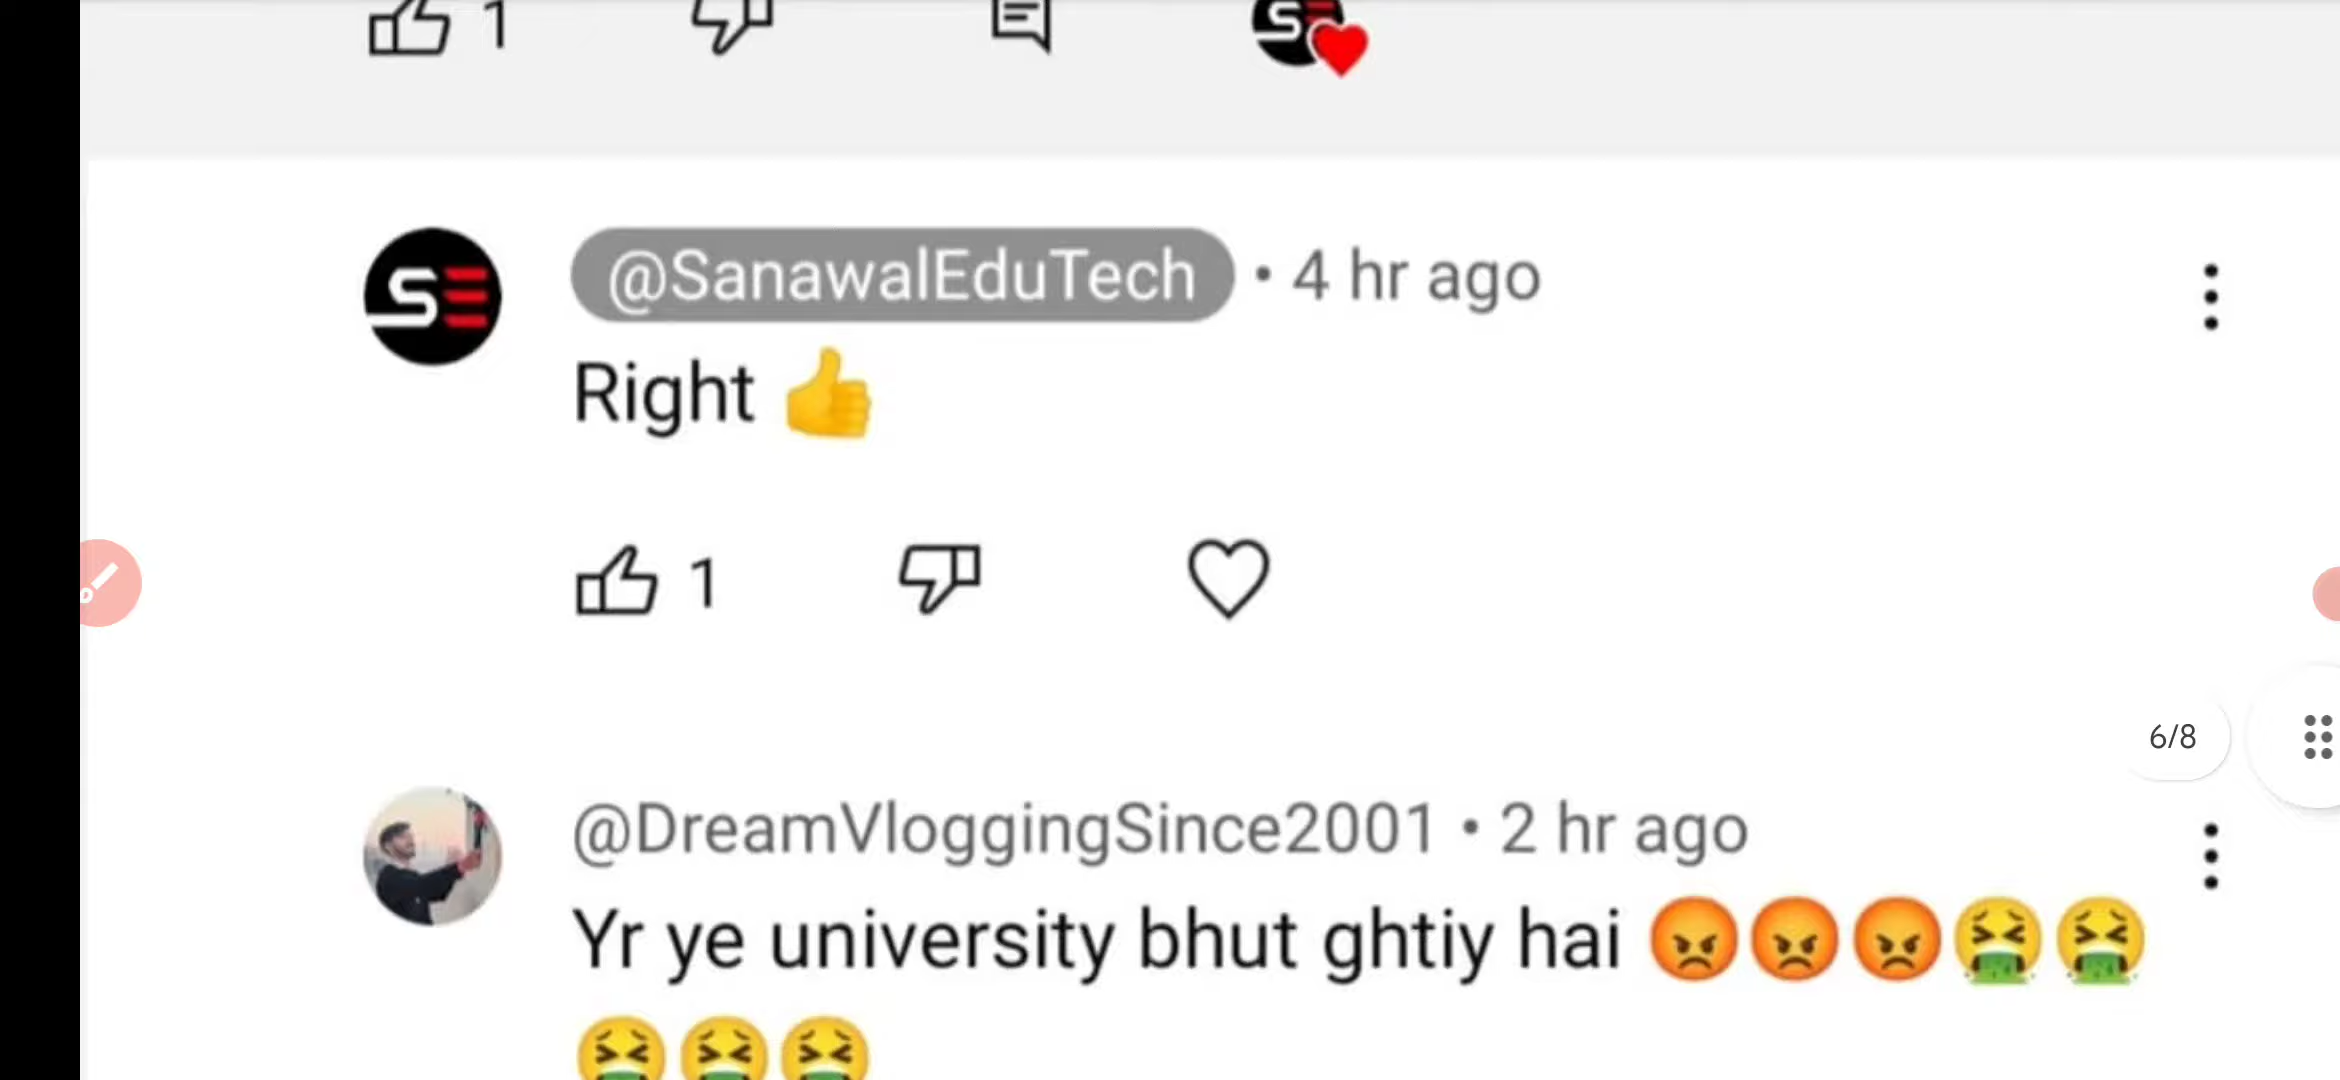 1
SE
@SanawalEduTech • 4 hr ago
Right 👍
1
6/8
@DreamVloggingSince2001 • 2 hr ago
Yr ye university bhut ghtiy hai 😡😡😡🤮🤮
🤮🤮🤮